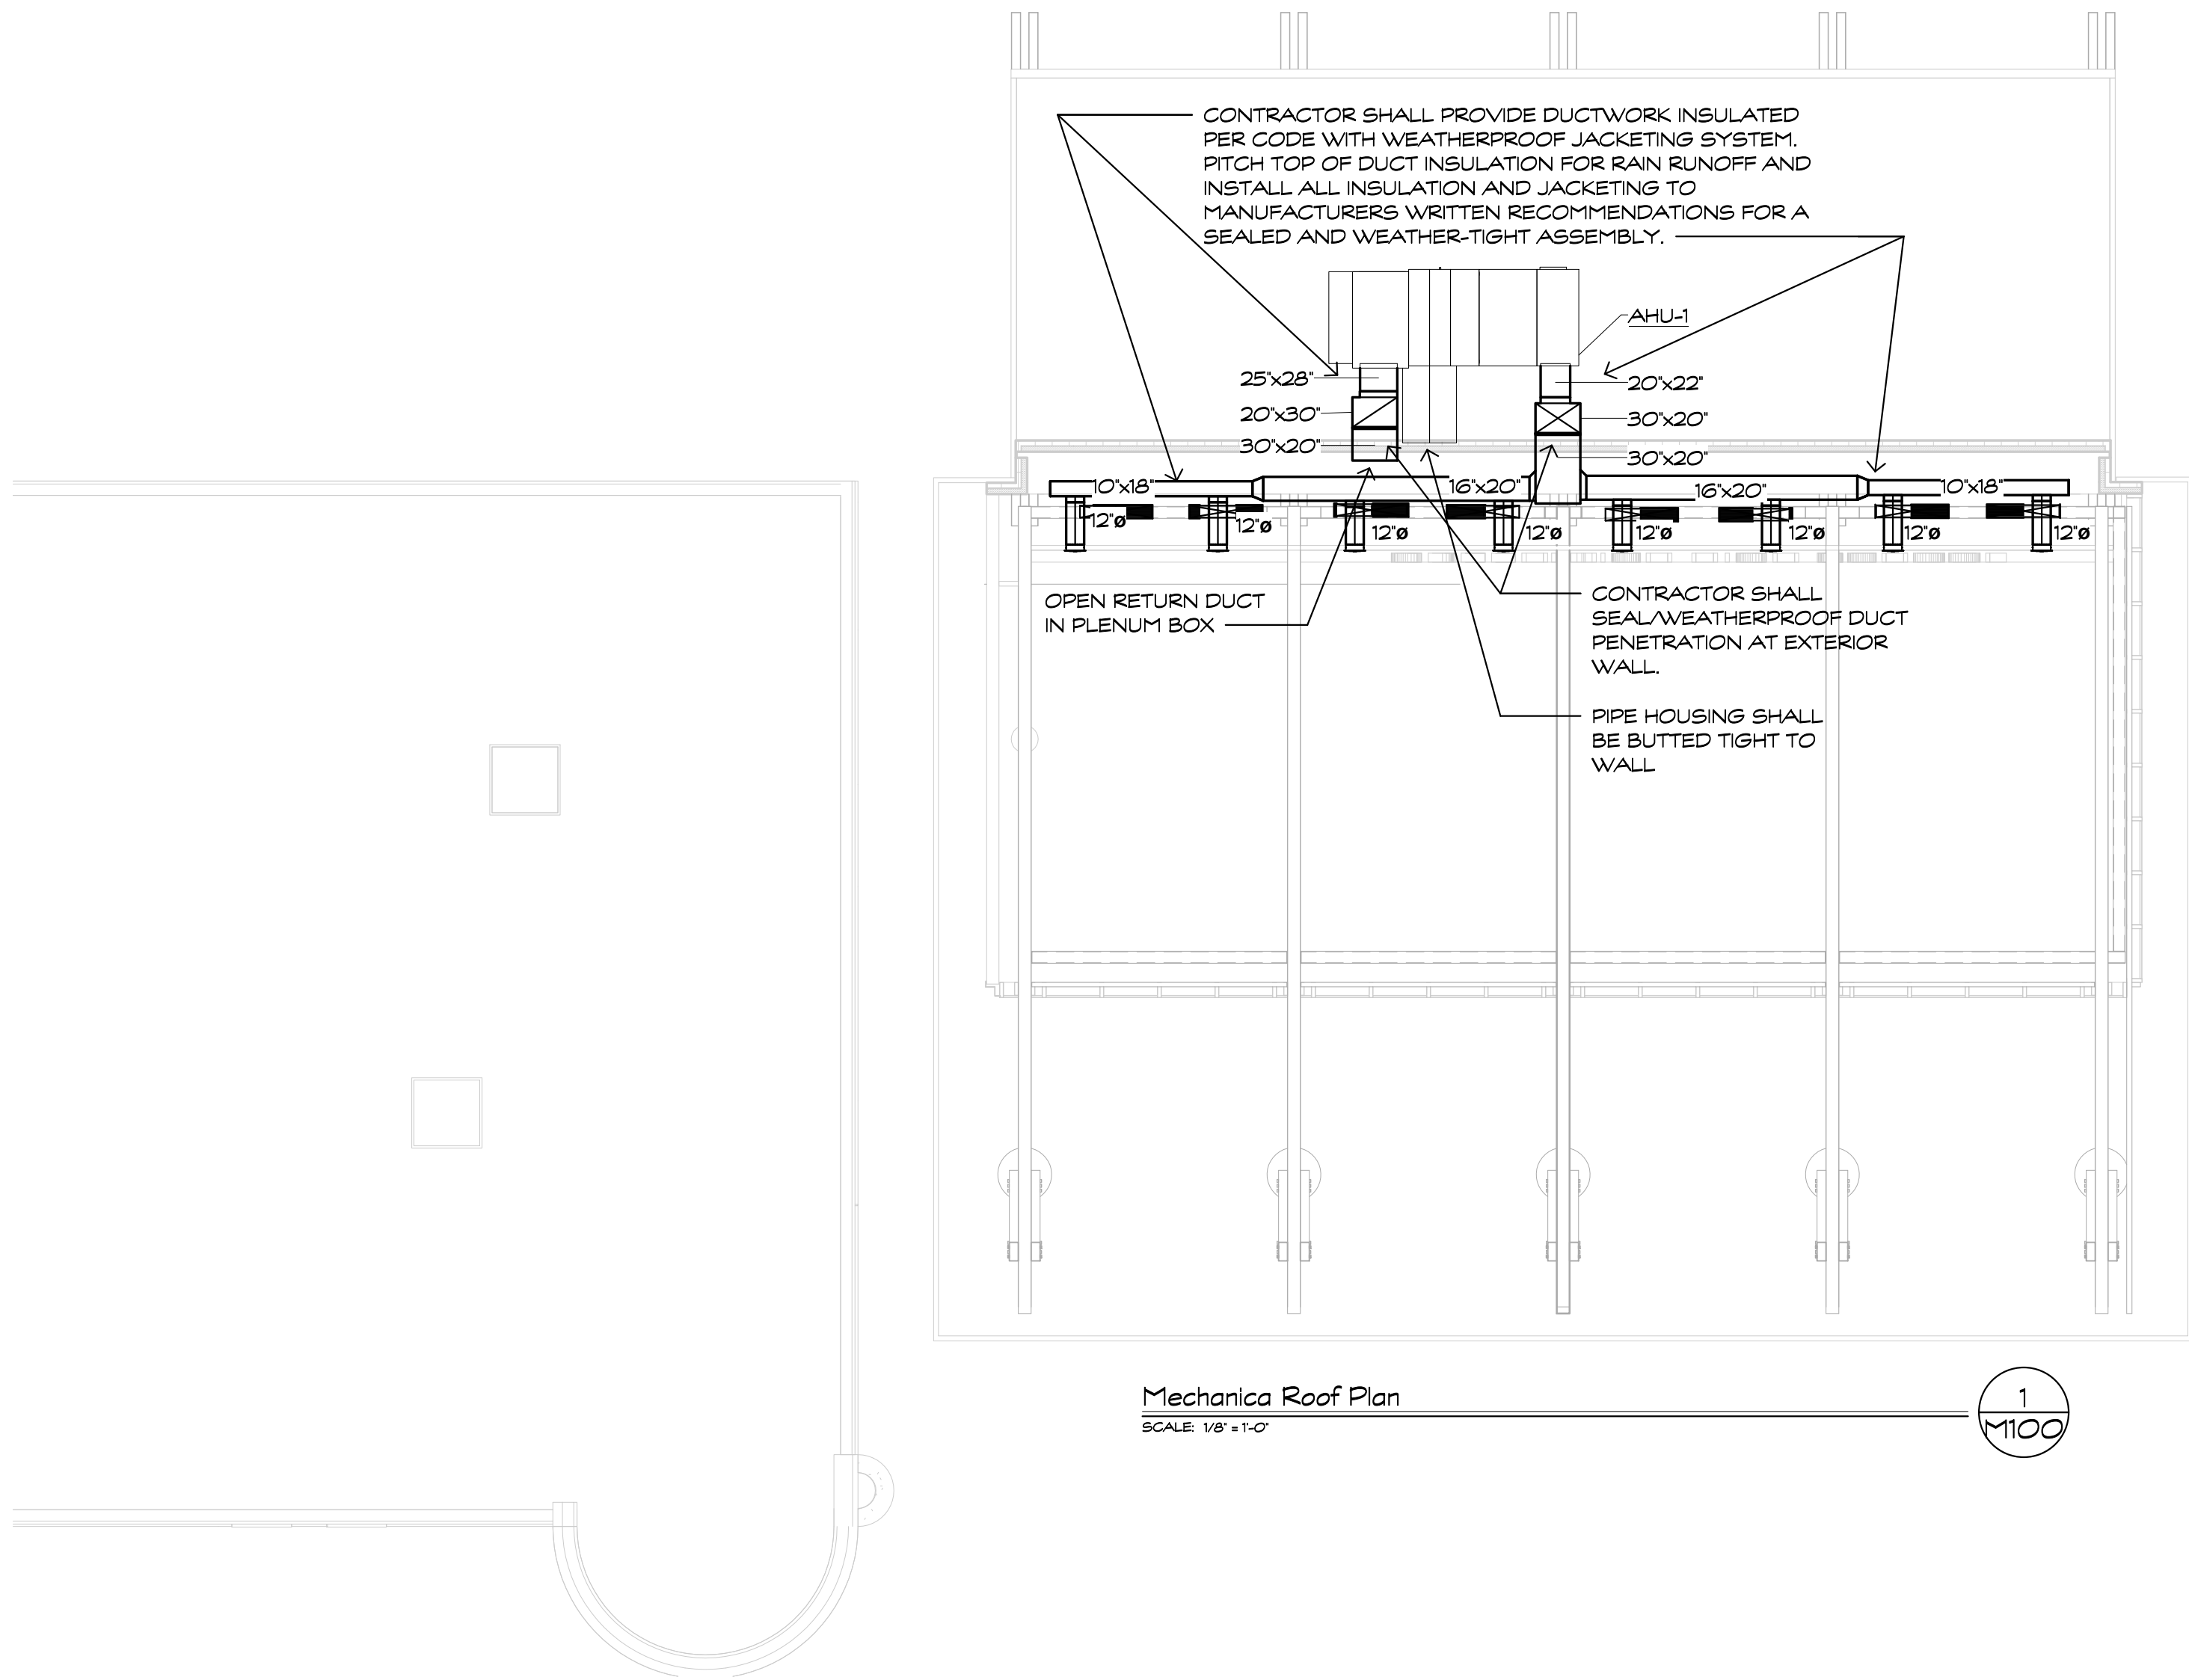 CONTRACTOR SHALL PROVIDE DUCTWORK INSULATED
PER CODE WITH WEATHERPROOF JACKETING SYSTEM.
PITCH TOP OF DUCT INSULATION FOR RAIN RUNOFF AND
INSTALL ALL INSULATION AND JACKETING TO
MANUFACTURERS WRITTEN RECOMMENDATIONS FOR A
SEALED AND WEATHER-TIGHT ASSEMBLY.
AHU-1
25"x28"
20"x22"
20"x30"
30"x20"
30"x20"
30"x20"
10"x18"
16"x20"
16"x20"
10"x18"
12"ø
12"ø
12"ø
12"ø
12"ø
12"ø
12"ø
12"ø
OPEN RETURN DUCT
IN PLENUM BOX
CONTRACTOR SHALL
SEAL/WEATHERPROOF DUCT
PENETRATION AT EXTERIOR
WALL.
PIPE HOUSING SHALL
BE BUTTED TIGHT TO
WALL
Mechanica Roof Plan
SCALE: 1/8" = 1'-0"
1
M100